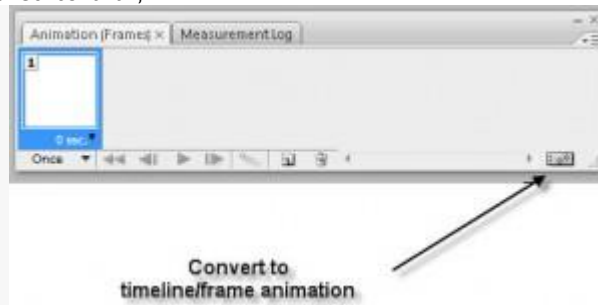 Animation (Frames) × Measurement Log
1
0 sec.
Once
Convert to
timeline/frame animation